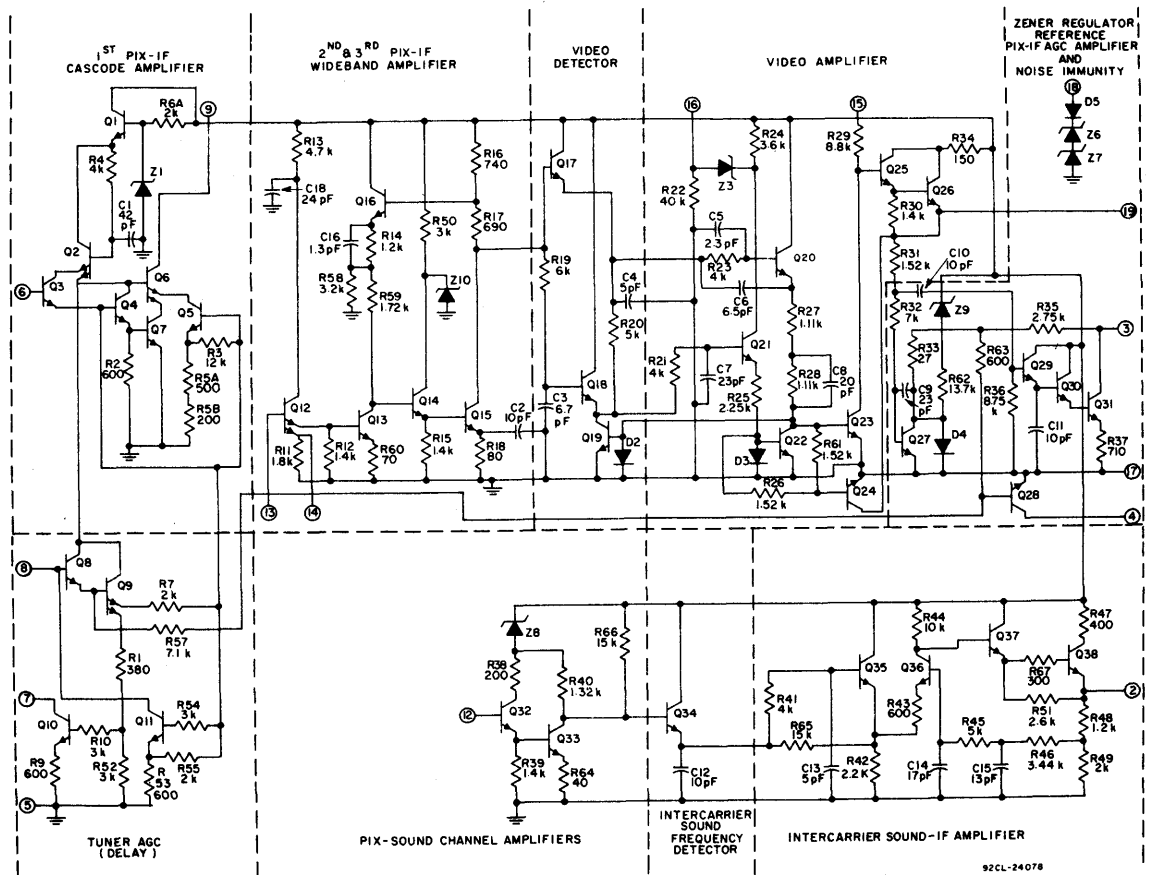 1ST PIX-IF
CASCODE AMPLIFIER
2ND & 3RD PIX-IF
WIDEBAND AMPLIFIER
VIDEO
DETECTOR
VIDEO AMPLIFIER
ZENER REGULATOR
REFERENCE
PIX-IF AGC AMPLIFIER
AND
NOISE IMMUNITY
18
D5
Z6
Z7
Q1
R6A
2k
9
R4
4k
Z1
C1
42
pF
Q2
Q3
6
Q4
Q6
Q5
Q7
R2
600
R3
12k
R5A
500
R5B
200
R13
4.7k
C18
24pF
Q16
C16
1.3pF
R14
1.2k
R58
3.2k
R59
1.72k
R50
3k
Z10
R16
740
R17
690
Q12
R11
1.8k
R12
1.4k
Q13
R60
70
Q14
R15
1.4k
Q15
R18
80
C2
10pF
13
14
Q17
R19
6k
C4
5pF
R20
5k
Q18
C3
6.7
pF
Q19
D2
16
R22
40k
Z3
R24
3.6k
C5
2.3pF
R23
4k
C6
6.5pF
Q20
R27
1.11k
R21
4k
Q21
C7
23pF
R25
2.25k
R28
1.11k
C8
20
pF
D3
Q22
R61
1.52k
R26
1.52k
Q23
Q24
15
R29
8.8k
Q25
Q26
R34
150
R30
1.4k
19
R31
1.52k
C10
10pF
R32
7k
Z9
R35
2.75k
3
R33
27
R63
600
C9
23
pF
R62
13.7k
R36
8.75
k
Q29
Q30
Q31
Q27
D4
C11
10pF
R37
710
17
Q28
4
8
Q8
Q9
R7
2k
R57
7.1k
R1
380
7
Q10
Q11
R54
3k
R10
3k
R9
600
R52
3k
R
53
600
R55
2k
5
TUNER AGC
(DELAY)
Z8
R38
200
R40
1.32k
R66
15k
12
Q32
Q33
R39
1.4k
R64
40
Q34
C12
10pF
PIX-SOUND CHANNEL AMPLIFIERS
INTERCARRIER
SOUND
FREQUENCY
DETECTOR
R41
4k
R65
15k
C13
5pF
Q35
R42
2.2K
R44
10k
Q36
R43
600
C14
17pF
R45
5k
C15
13pF
R46
3.44k
Q37
R67
300
R51
2.6k
R47
400
Q38
2
R48
1.2k
R49
2k
INTERCARRIER SOUND-IF AMPLIFIER
92CL-24078